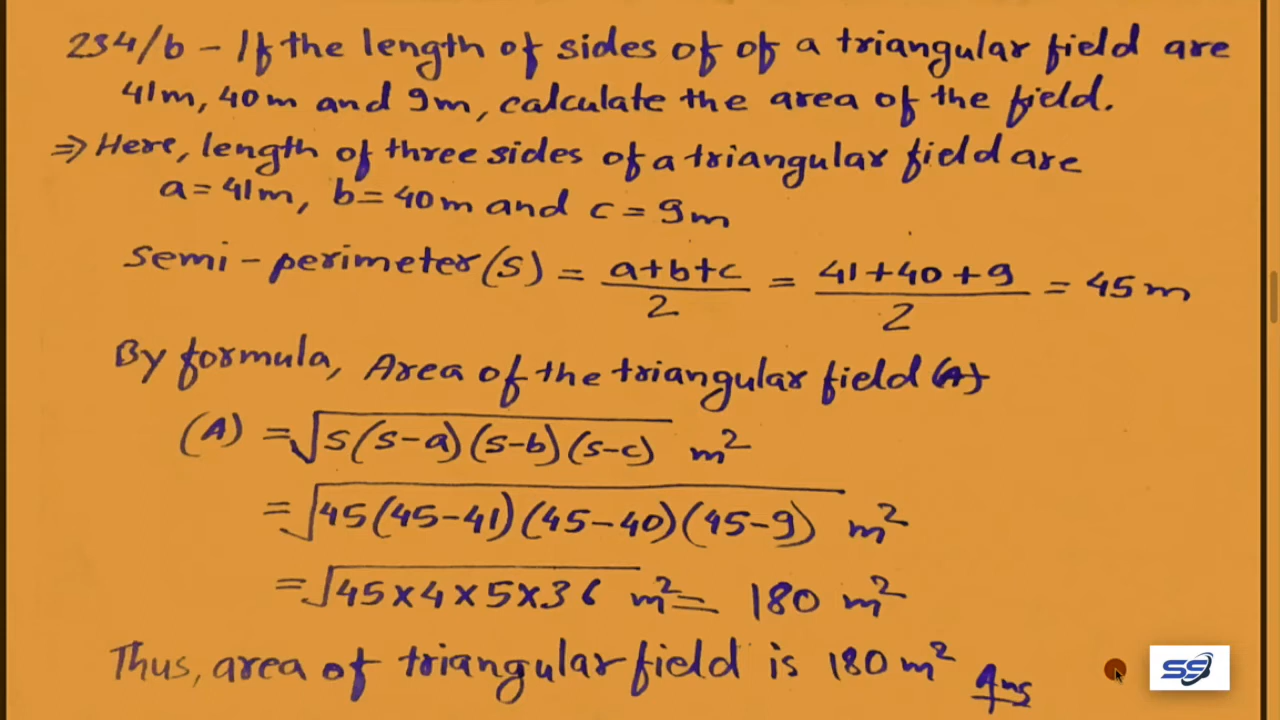 234/b - If the length of sides of of a triangular field are
41m, 40m and 9m, calculate the area of the field.
⇒ Here, length of three sides of a triangular field are
a = 41m, b = 40m and c = 9m
Semi-perimeter (S) = a+b+c/2 = 41+40+9/2 = 45 m
By formula, Area of the triangular field (A)
(A) = √s(s-a)(s-b)(s-c) m²
= √45(45-41)(45-40)(45-9) m²
= √45×4×5×36 m² = 180 m²
Thus, area of triangular field is 180 m² Ans
SS